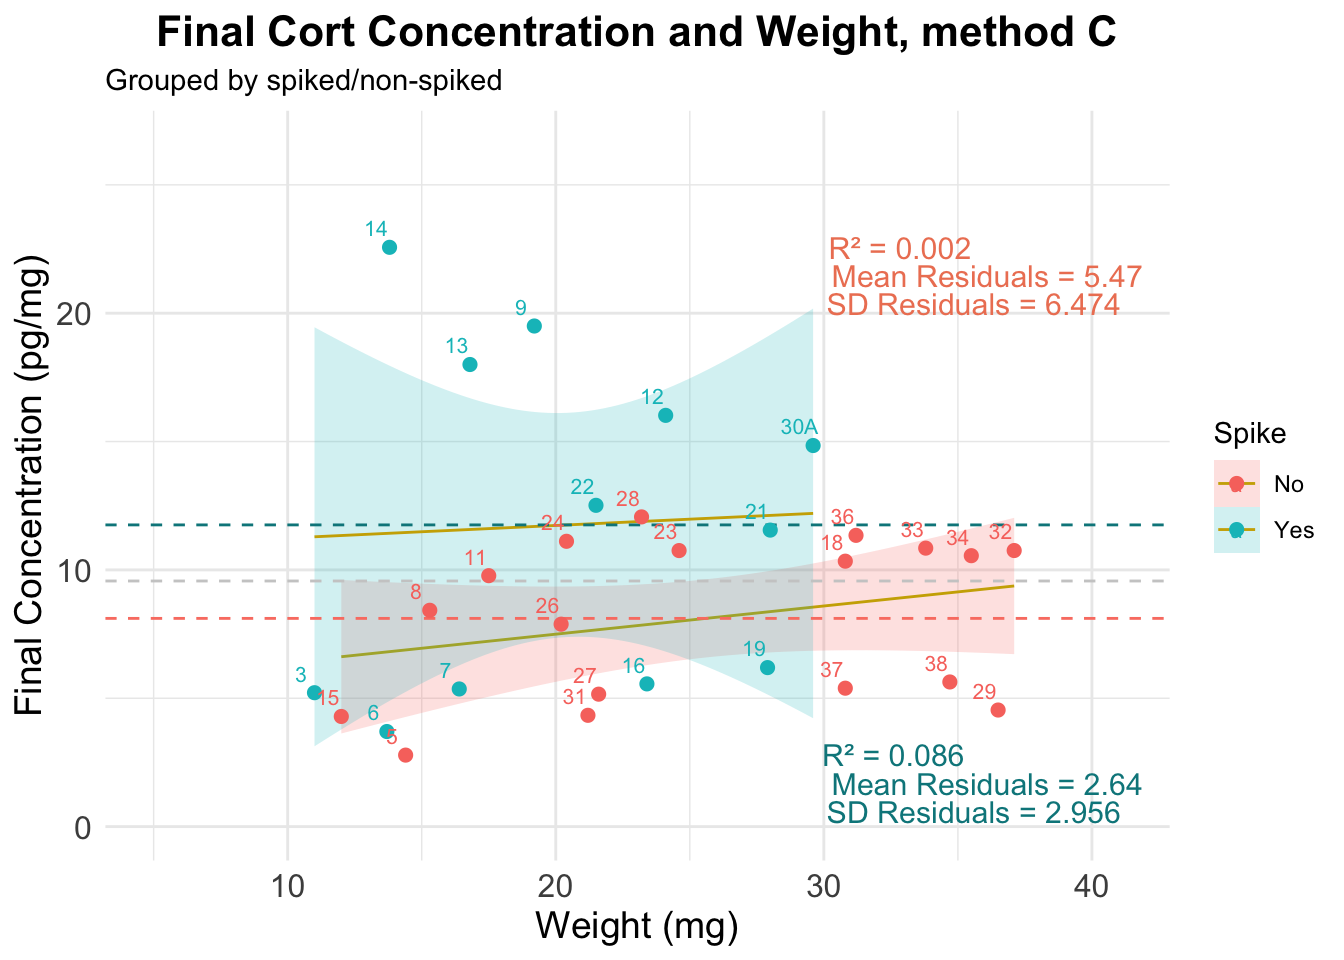 Final Cort Concentration and Weight, method C
Grouped by spiked/non-spiked
Final Concentration (pg/mg)
20
10
0
14
9
13
12
30A
22
28
24
23
21
36
18
33
34
32
11
8
26
3
15
7
6
5
27
31
16
19
37
38
29
R² = 0.002
Mean Residuals = 5.47
SD Residuals = 6.474
R² = 0.086
Mean Residuals = 2.64
SD Residuals = 2.956
10
20
30
40
Weight (mg)
Spike
No
Yes